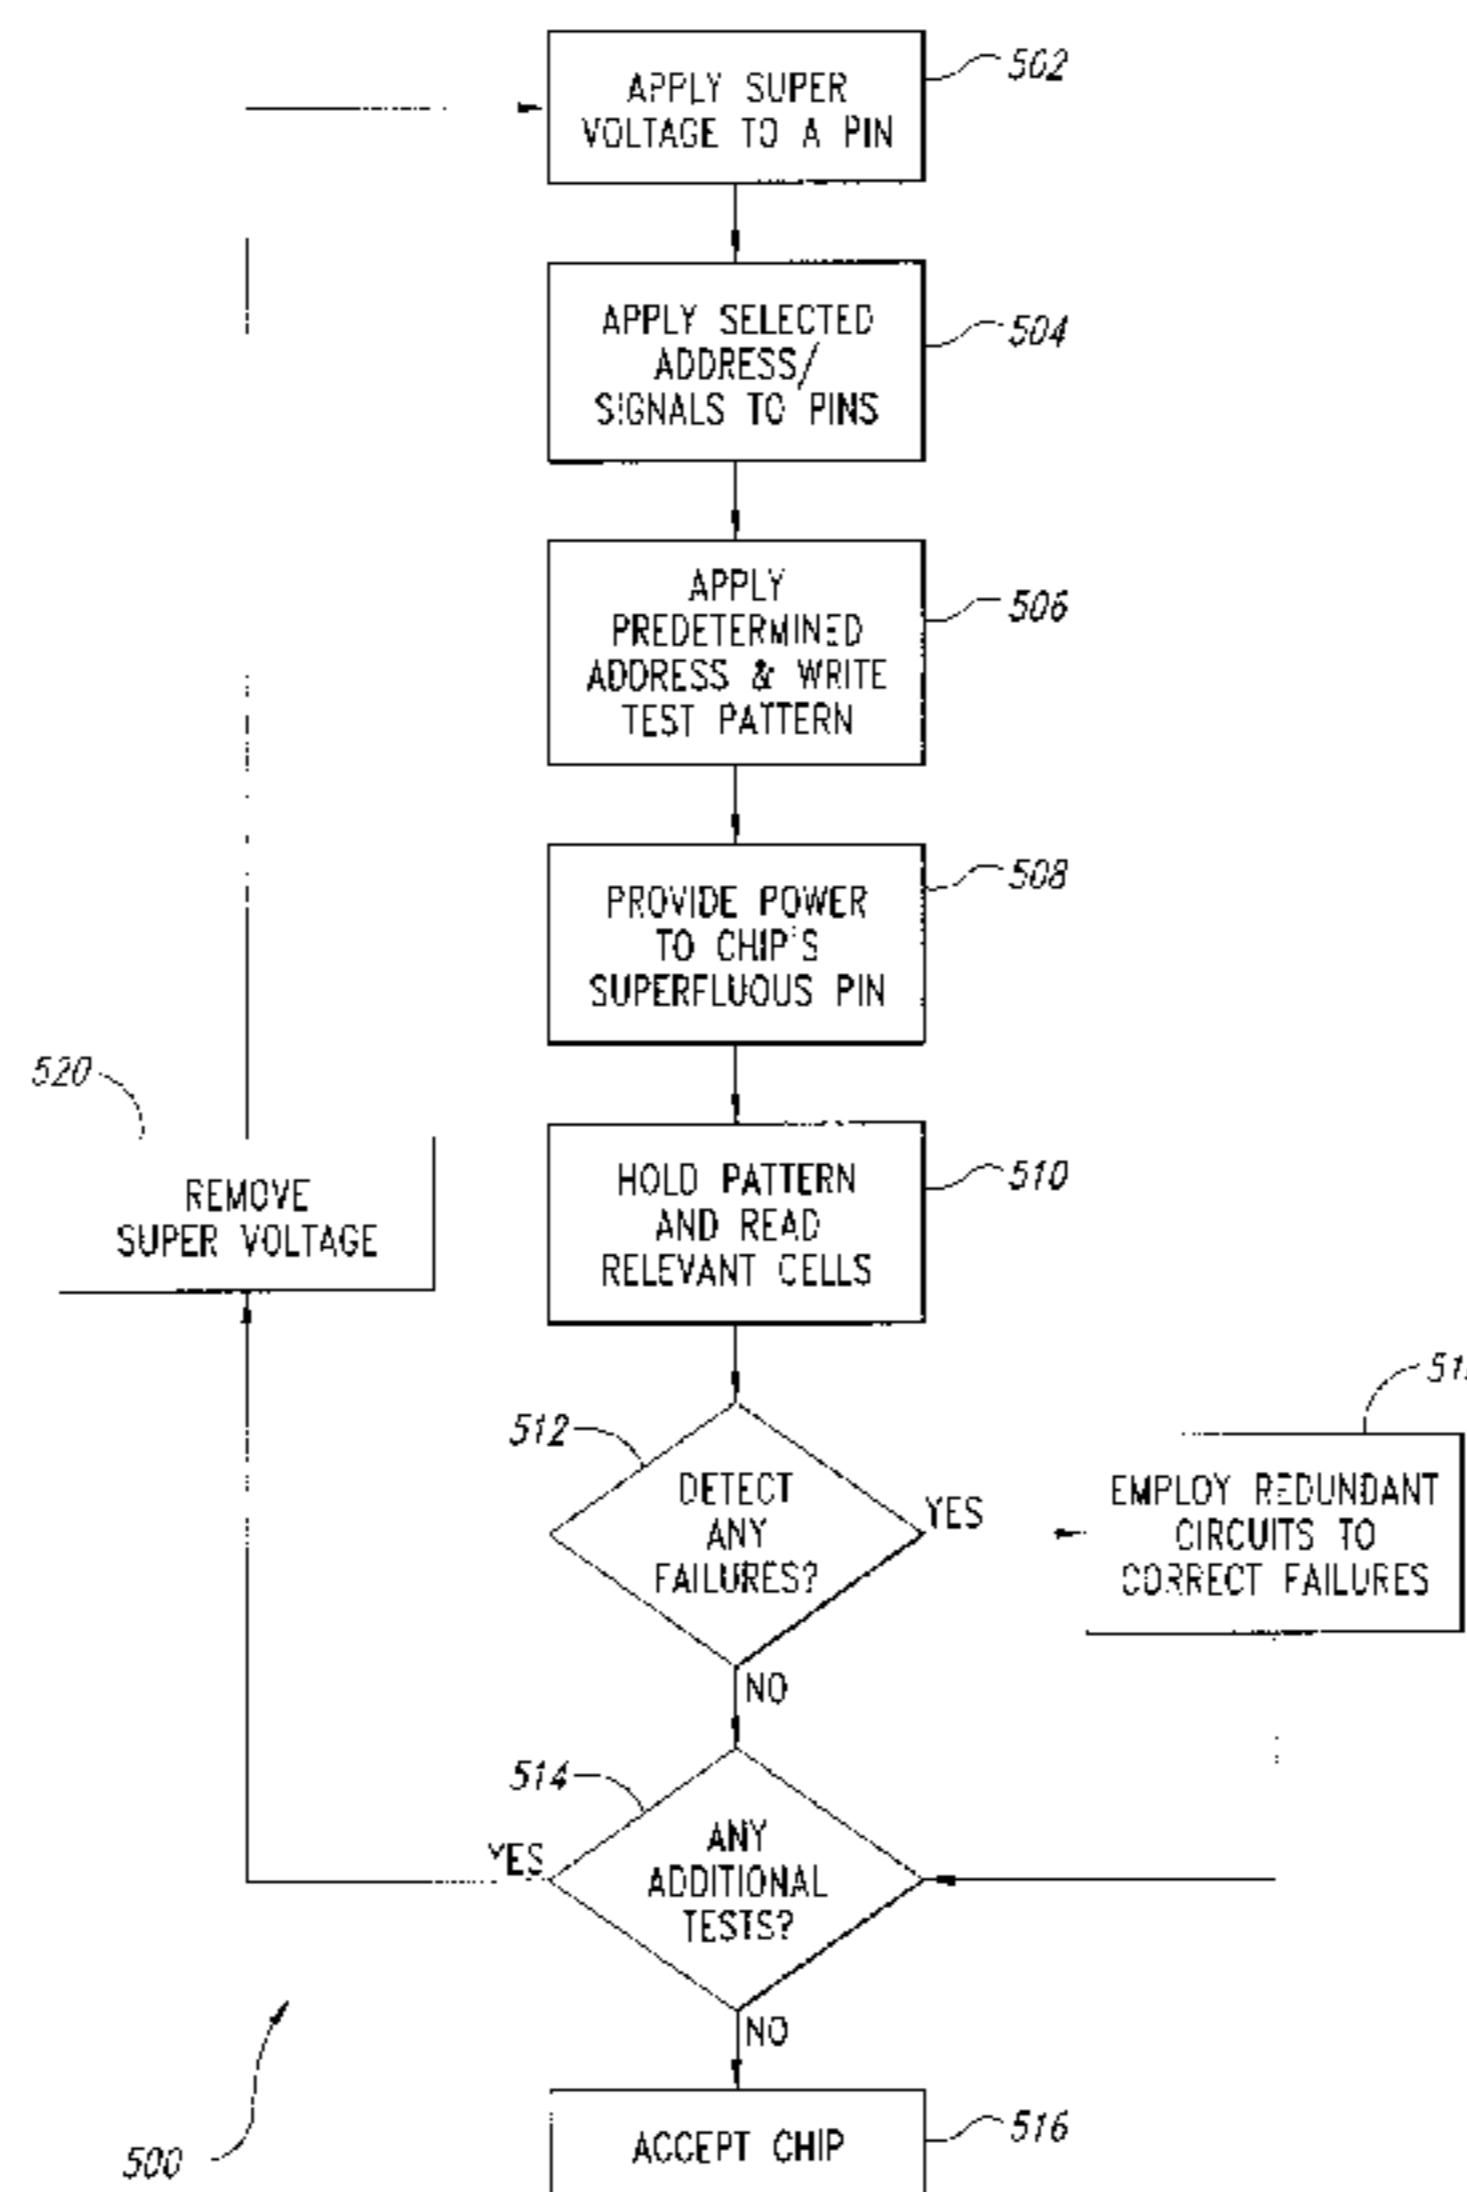 502
APPLY SUPER
VOLTAGE TO A PIN
504
APPLY SELECTED
ADDRESS/
SIGNALS TO PINS
506
APPLY
PREDETERMINED
ADDRESS & WRITE
TEST PATTERN
508
PROVIDE POWER
TO CHIP'S
SUPERFLUOUS PIN
520
REMOVE
SUPER VOLTAGE
510
HOLD PATTERN
AND READ
RELEVANT CELLS
512
DETECT
ANY
FAILURES?
YES
EMPLOY REDUNDANT
CIRCUITS TO
CORRECT FAILURES
NO
514
ANY
ADDITIONAL
TESTS?
YES
NO
516
ACCEPT CHIP
500